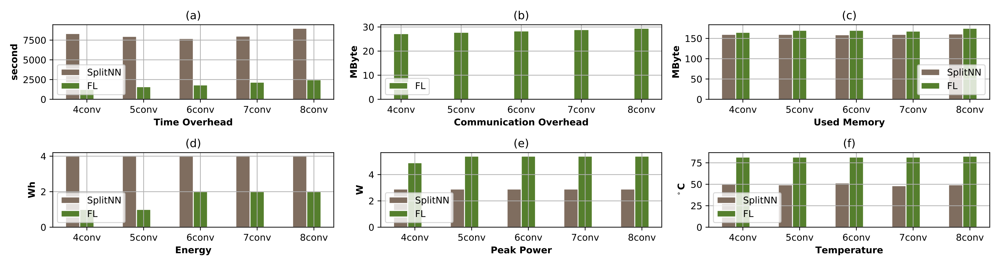 (a)
second
7500
5000
2500
0
SplitNN
FL
4conv 5conv 6conv 7conv 8conv
Time Overhead
(b)
MByte
30
20
10
0
FL
4conv 5conv 6conv 7conv 8conv
Communication Overhead
(c)
MByte
150
100
50
0
SplitNN
FL
4conv 5conv 6conv 7conv 8conv
Used Memory
(d)
Wh
4
2
0
SplitNN
FL
4conv 5conv 6conv 7conv 8conv
Energy
(e)
W
4
2
0
SplitNN
FL
4conv 5conv 6conv 7conv 8conv
Peak Power
(f)
°C
75
50
25
0
SplitNN
FL
4conv 5conv 6conv 7conv 8conv
Temperature